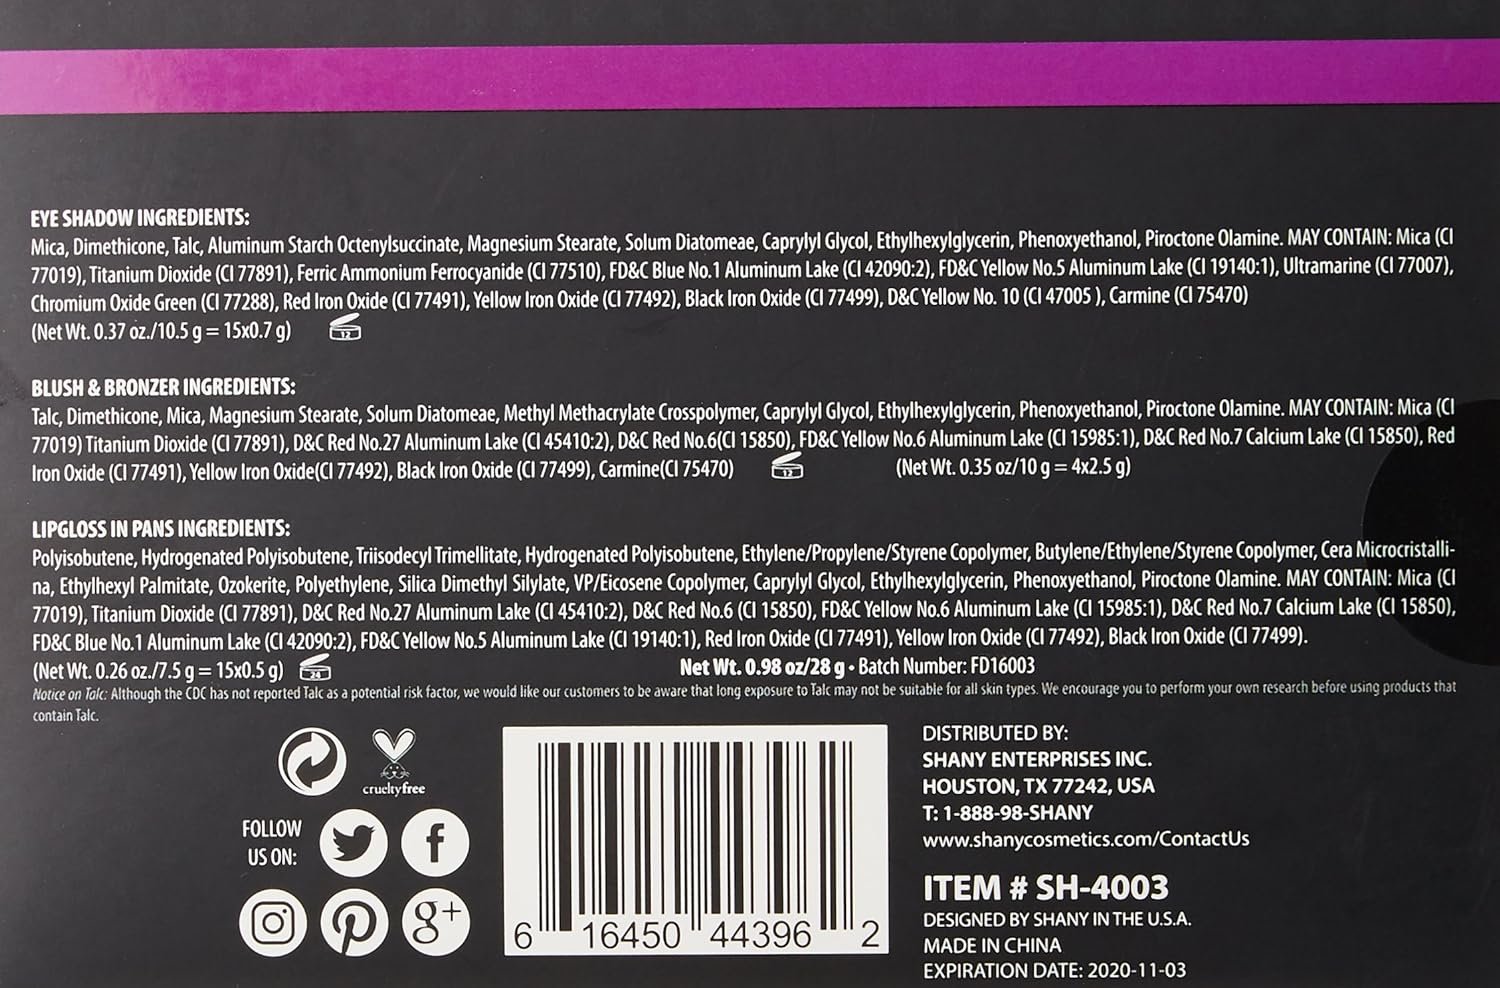 EYE SHADOW INGREDIENTS:
Mica, Dimethicone, Talc, Aluminum Starch Octenylsuccinate, Magnesium Stearate, Solum Diatomeae, Caprylyl Glycol, Ethylhexylglycerin, Phenoxyethanol, Piroctone Olamine. MAY CONTAIN: Mica (CI
77019), Titanium Dioxide (CI 77891), Ferric Ammonium Ferrocyanide (CI 77510), FD&C Blue No.1 Aluminum Lake (CI 42090:2), FD&C Yellow No.5 Aluminum Lake (CI 19140:1), Ultramarine (CI 77007),
Chromium Oxide Green (CI 77288), Red Iron Oxide (CI 77491), Yellow Iron Oxide (CI 77492), Black Iron Oxide (CI 77499), D&C Yellow No. 10 (CI 47005 ), Carmine (CI 75470)
(Net Wt. 0.37 oz./10.5 g = 15x0.7 g) 12
BLUSH & BRONZER INGREDIENTS:
Talc, Dimethicone, Mica, Magnesium Stearate, Solum Diatomeae, Methyl Methacrylate Crosspolymer, Caprylyl Glycol, Ethylhexylglycerin, Phenoxyethanol, Piroctone Olamine. MAY CONTAIN: Mica (CI
77019) Titanium Dioxide (CI 77891), D&C Red No.27 Aluminum Lake (CI 45410:2), D&C Red No.6(CI 15850), FD&C Yellow No.6 Aluminum Lake (CI 15985:1), D&C Red No.7 Calcium Lake (CI 15850), Red
Iron Oxide (CI 77491), Yellow Iron Oxide(CI 77492), Black Iron Oxide (CI 77499), Carmine(CI 75470) 12 (Net Wt. 0.35 oz/10 g = 4x2.5 g)
LIPGLOSS IN PANS INGREDIENTS:
Polyisobutene, Hydrogenated Polyisobutene, Triisodecyl Trimellitate, Hydrogenated Polyisobutene, Ethylene/Propylene/Styrene Copolymer, Butylene/Ethylene/Styrene Copolymer, Cera Microcristalli-
na, Ethylhexyl Palmitate, Ozokerite, Polyethylene, Silica Dimethyl Silylate, VP/Eicosene Copolymer, Caprylyl Glycol, Ethylhexylglycerin, Phenoxyethanol, Piroctone Olamine. MAY CONTAIN: Mica (CI
77019), Titanium Dioxide (CI 77891), D&C Red No.27 Aluminum Lake (CI 45410:2), D&C Red No.6 (CI 15850), FD&C Yellow No.6 Aluminum Lake (CI 15985:1), D&C Red No.7 Calcium Lake (CI 15850),
FD&C Blue No.1 Aluminum Lake (CI 42090:2), FD&C Yellow No.5 Aluminum Lake (CI 19140:1), Red Iron Oxide (CI 77491), Yellow Iron Oxide (CI 77492), Black Iron Oxide (CI 77499).
(Net Wt. 0.26 oz./7.5 g = 15x0.5 g) 24 Net Wt. 0.98 oz/28 g • Batch Number: FD16003
Notice on Talc: Although the CDC has not reported Talc as a potential risk factor, we would like our customers to be aware that long exposure to Talc may not be suitable for all skin types. We encourage you to perform your own research before using products that
contain Talc.
crueltyfree
FOLLOW
US ON:
f
g+
6 16450 44396 2
DISTRIBUTED BY:
SHANY ENTERPRISES INC.
HOUSTON, TX 77242, USA
T: 1-888-98-SHANY
www.shanycosmetics.com/ContactUs
ITEM # SH-4003
DESIGNED BY SHANY IN THE U.S.A.
MADE IN CHINA
EXPIRATION DATE: 2020-11-03